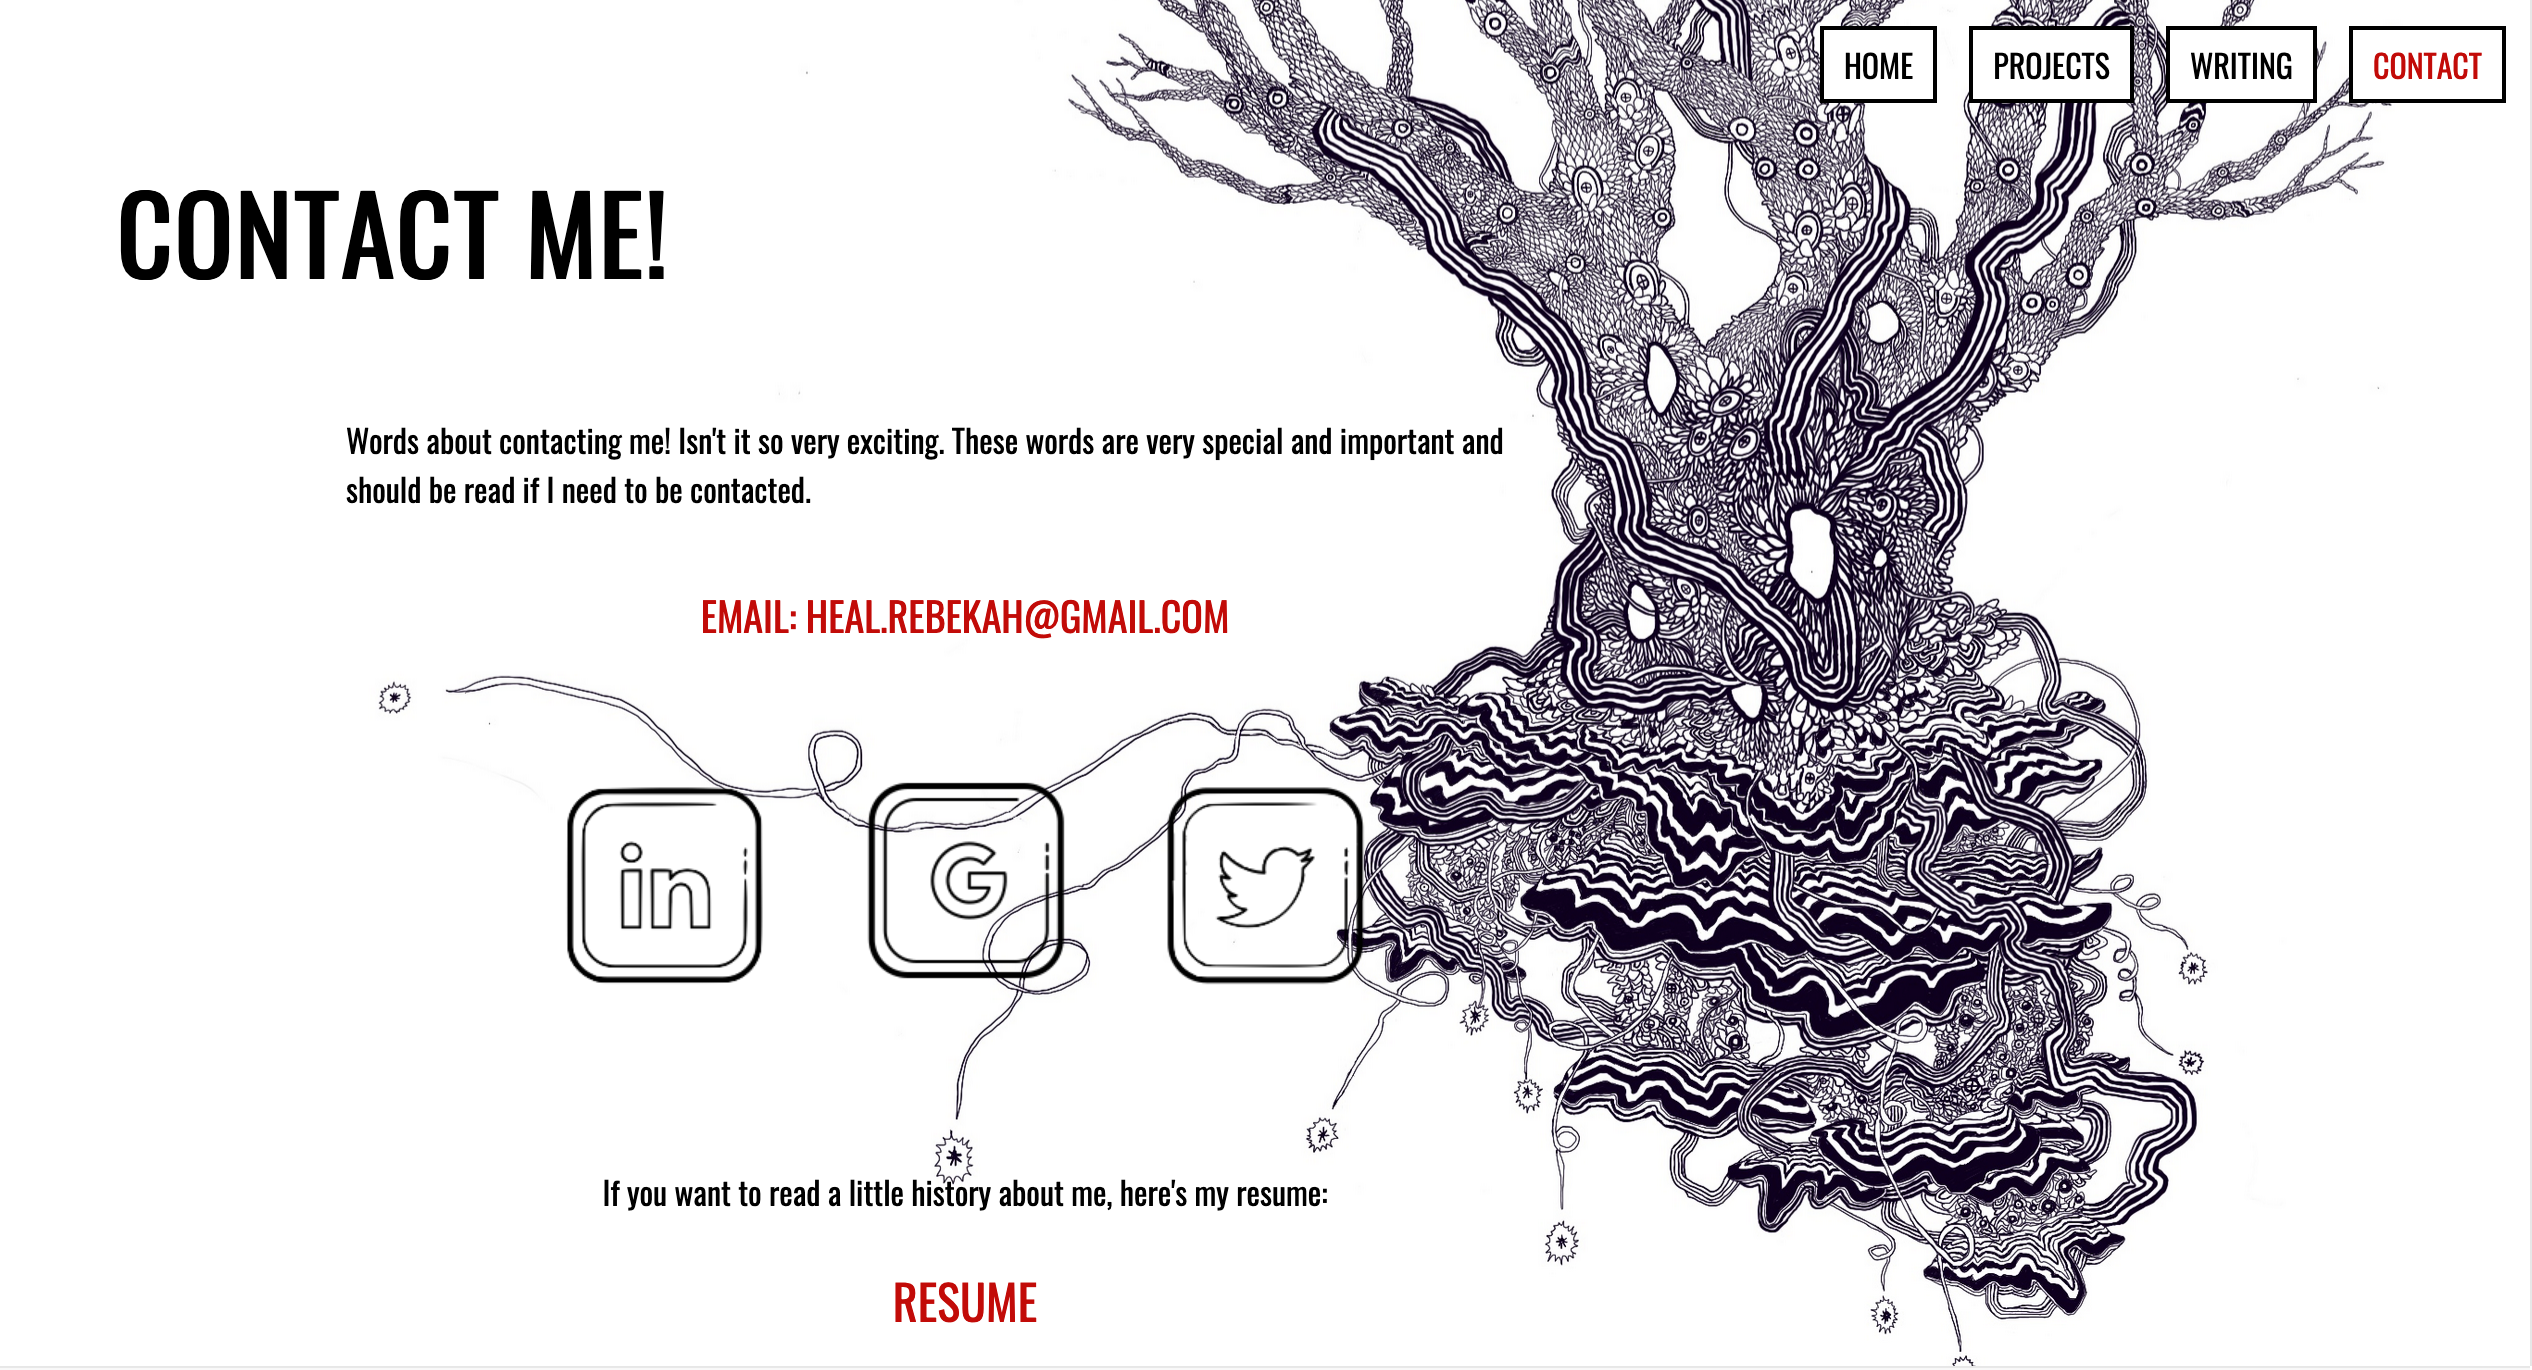 HOME
PROJECTS
WRITING
CONTACT
CONTACT ME!
Words about contacting me! Isn't it so very exciting. These words are very special and important and
should be read if I need to be contacted.
EMAIL: HEAL.REBEKAH@GMAIL.COM
in
G
If you want to read a little history about me, here's my resume:
RESUME